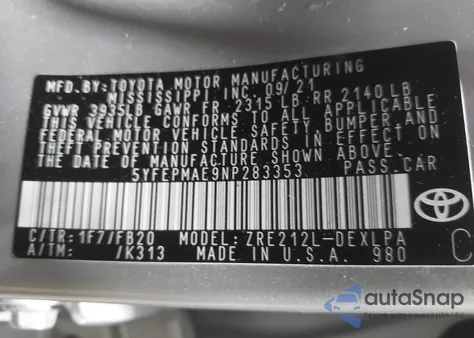 MFD.BY:TOYOTA MOTOR MANUFACTURING
MISSISSIPPI INC. 09/21
GVWR 3935LB GAWR FR 2315 LB RR 2140 LB
THIS VEHICLE CONFORMS TO ALL APPLICABLE
FEDERAL MOTOR VEHICLE SAFETY, BUMPER AND
THEFT PREVENTION STANDARDS IN EFFECT ON
THE DATE OF MANUFACTURE SHOWN ABOVE.
5YFEPMAE9NP283353 PASS CAR
C/TR:1F7/FB20 MODEL:ZRE212L-DEXLPA
A/TM: /K313 MADE IN U.S.A. 980
TOYOTA
C
autoSnap